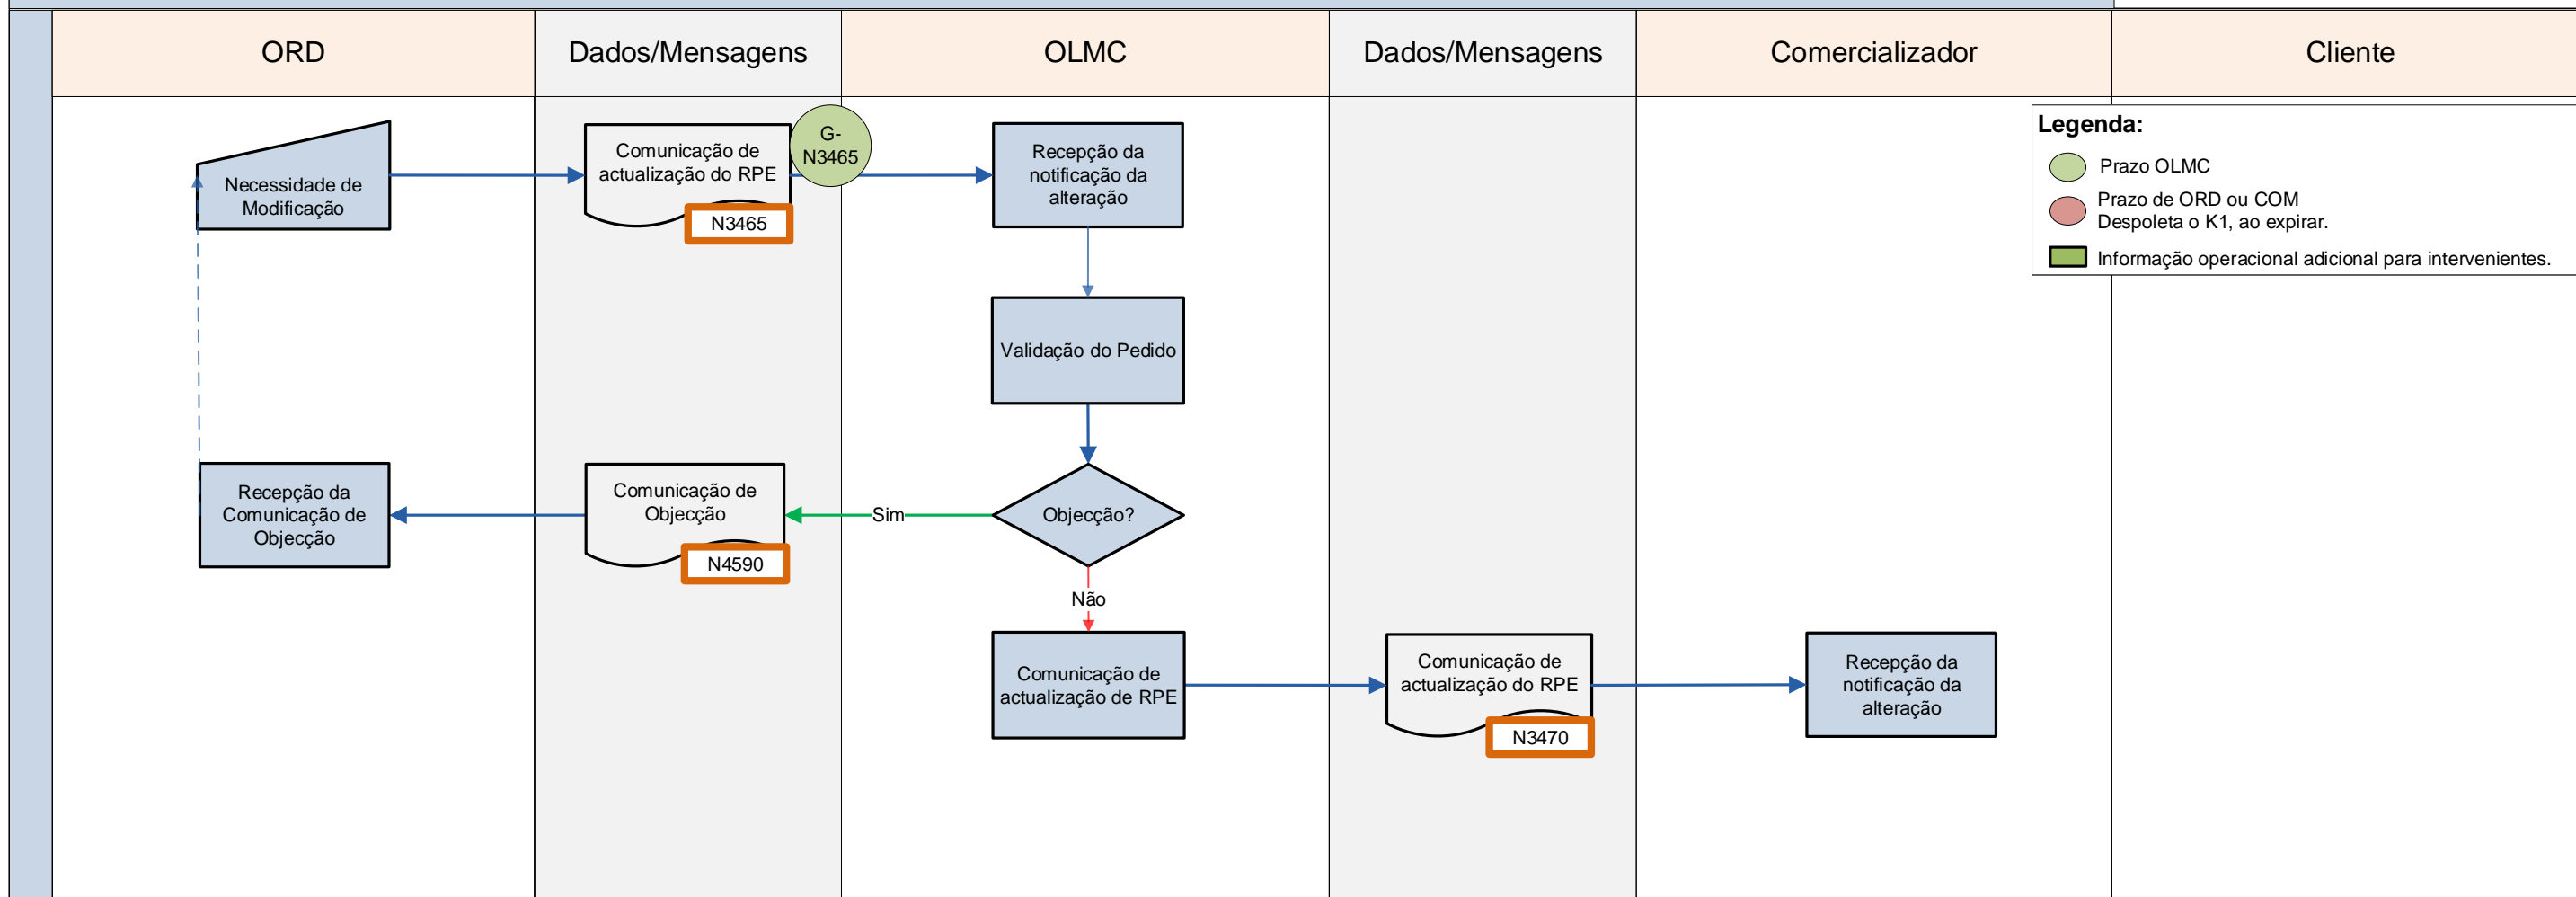 ORD
Dados/Mensagens
OLMC
Dados/Mensagens
Comercializador
Cliente
Legenda:
Prazo OLMC
Prazo de ORD ou COM
Despoleta o K1, ao expirar.
Informação operacional adicional para intervenientes.
Necessidade de
Modificação
Comunicação de
actualização do RPE
N3465
G-
N3465
Recepção da
notificação da
alteração
Validação do Pedido
Objecção?
Sim
Comunicação de
Objecção
N4590
Recepção da
Comunicação de
Objecção
Não
Comunicação de
actualização de RPE
Comunicação de
actualização do RPE
N3470
Recepção da
notificação da
alteração